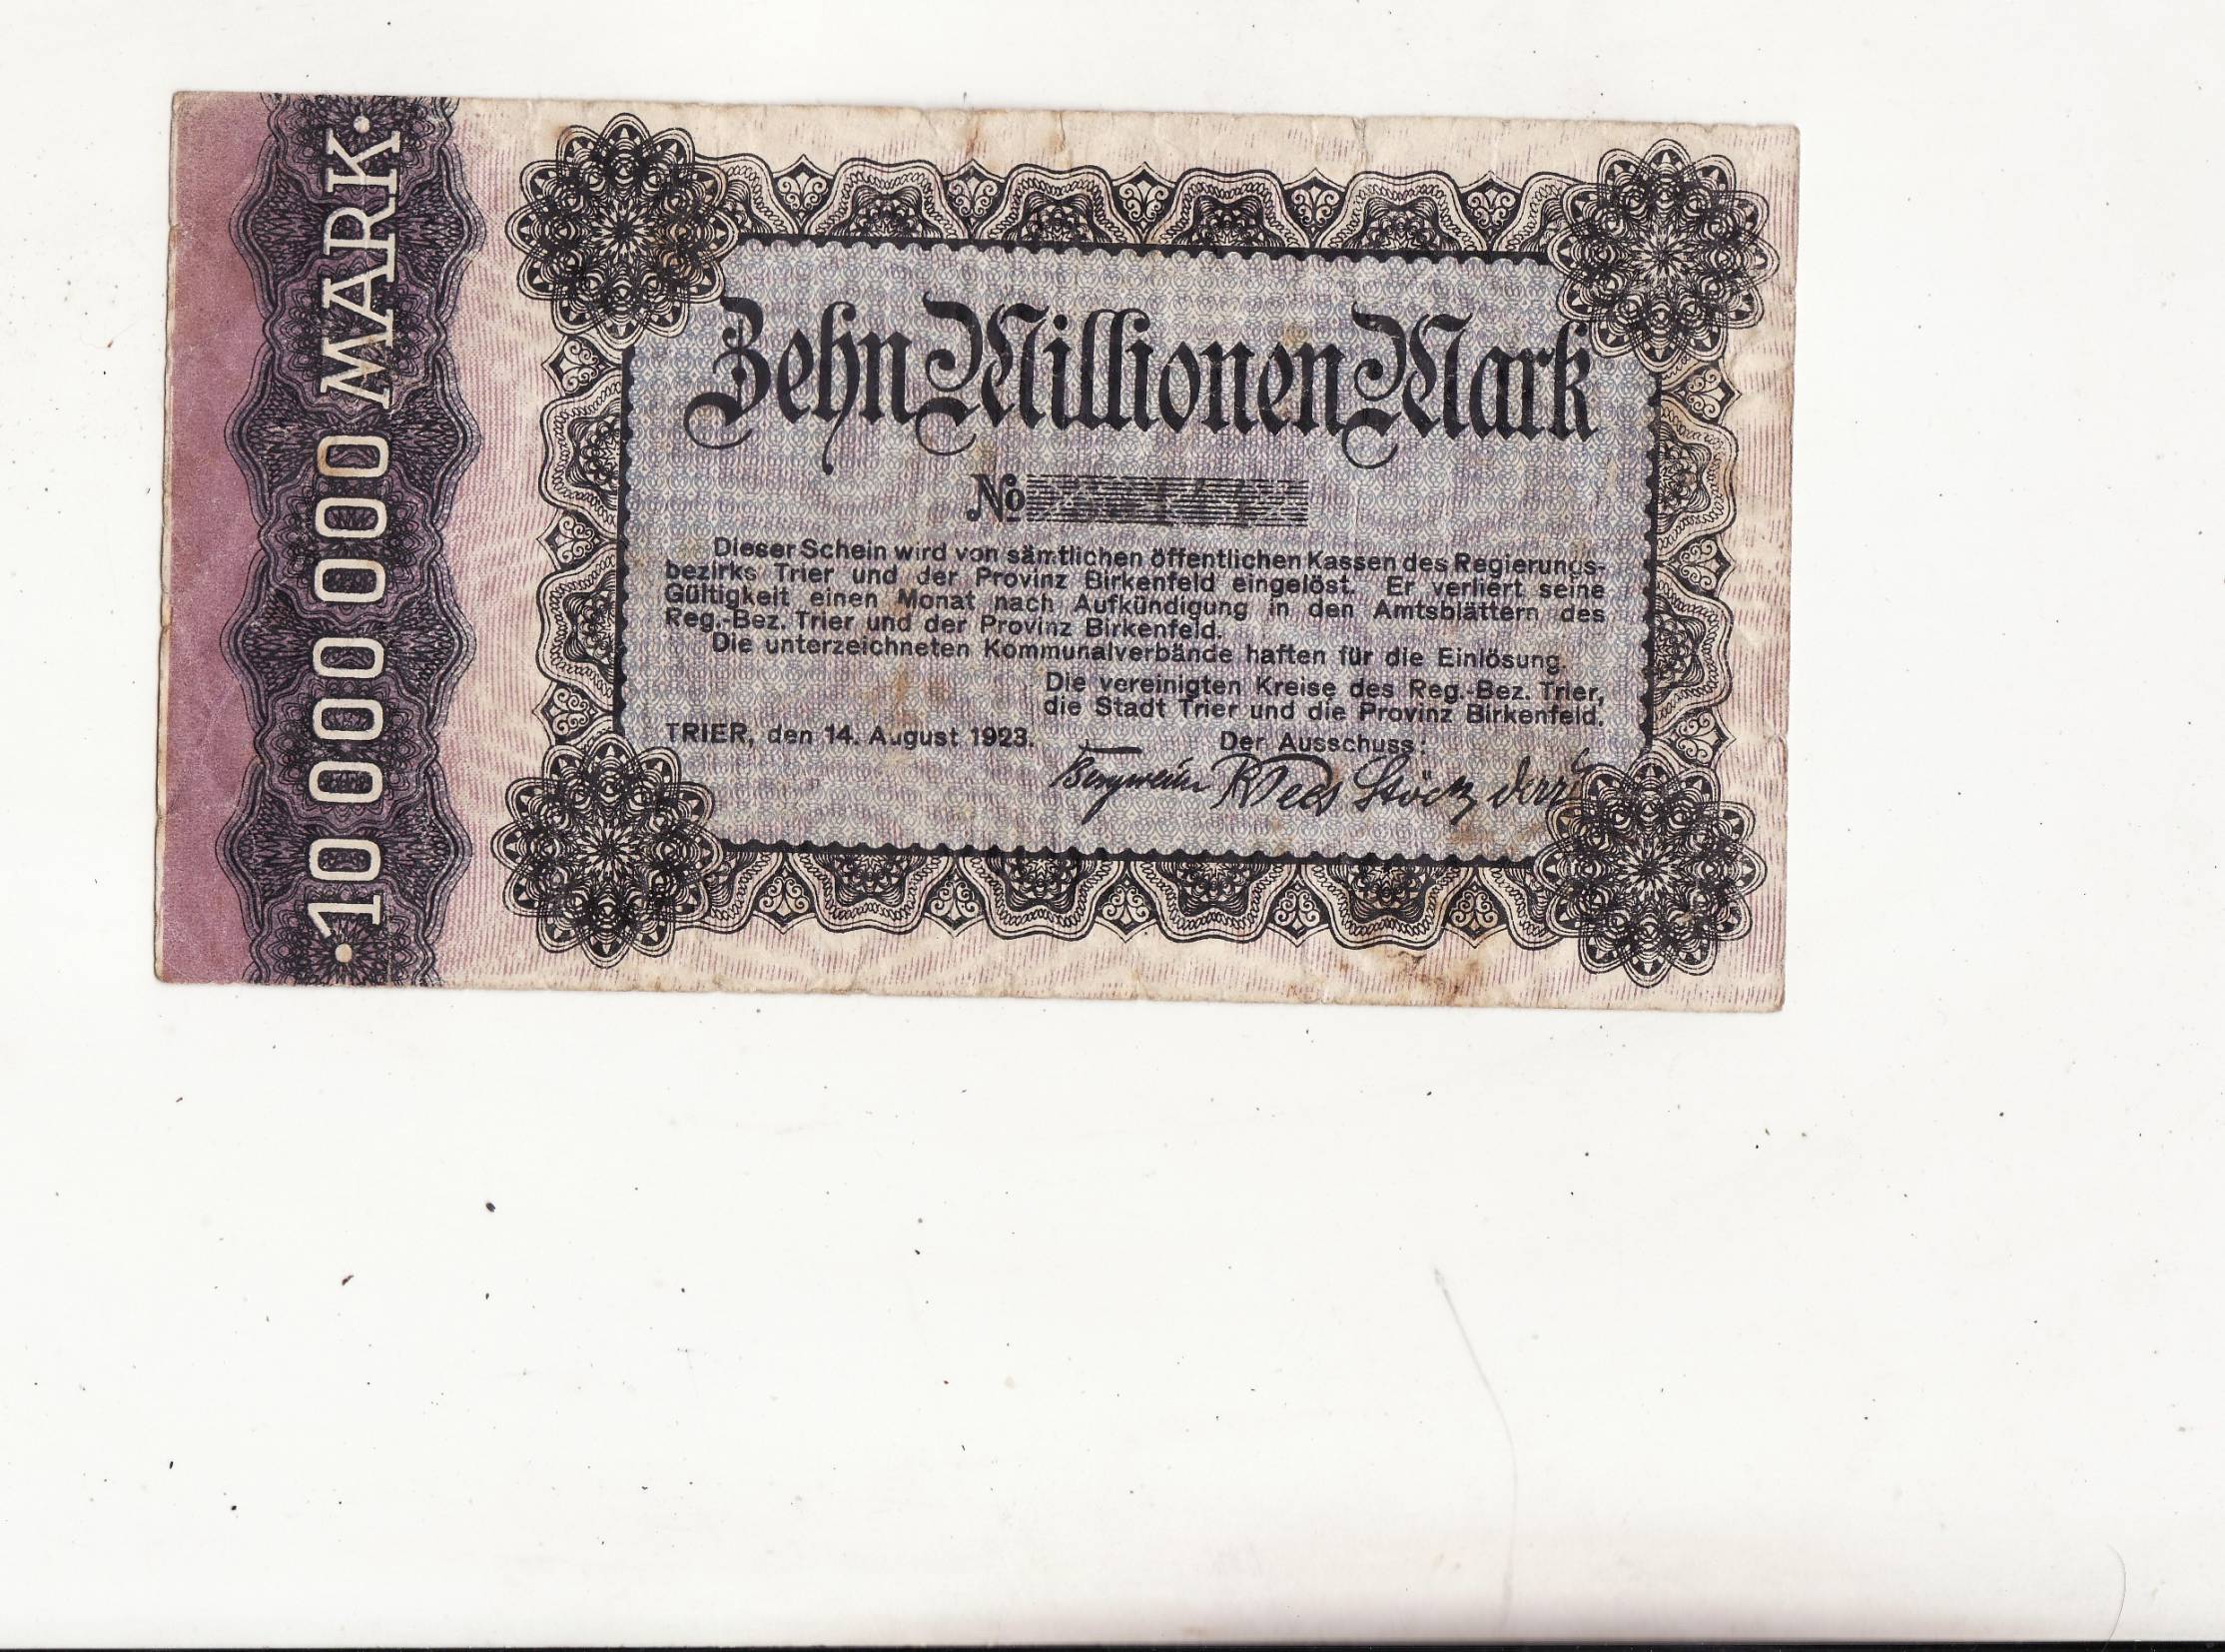 ·10 000 000 MARK·
Zehn Millionen Mark
No
Dieser Schein wird von sämtlichen öffentlichen Kassen des Regierungs-
bezirks Trier und der Provinz Birkenfeld eingelöst. Er verliert seine
Gültigkeit einen Monat nach Aufkündigung in den Amtsblättern des
Reg.-Bez. Trier und der Provinz Birkenfeld.
Die unterzeichneten Kommunalverbände haften für die Einlösung.
Die vereinigten Kreise des Reg.-Bez. Trier,
die Stadt Trier und die Provinz Birkenfeld.
TRIER, den 14. August 1923.
Der Ausschuss: